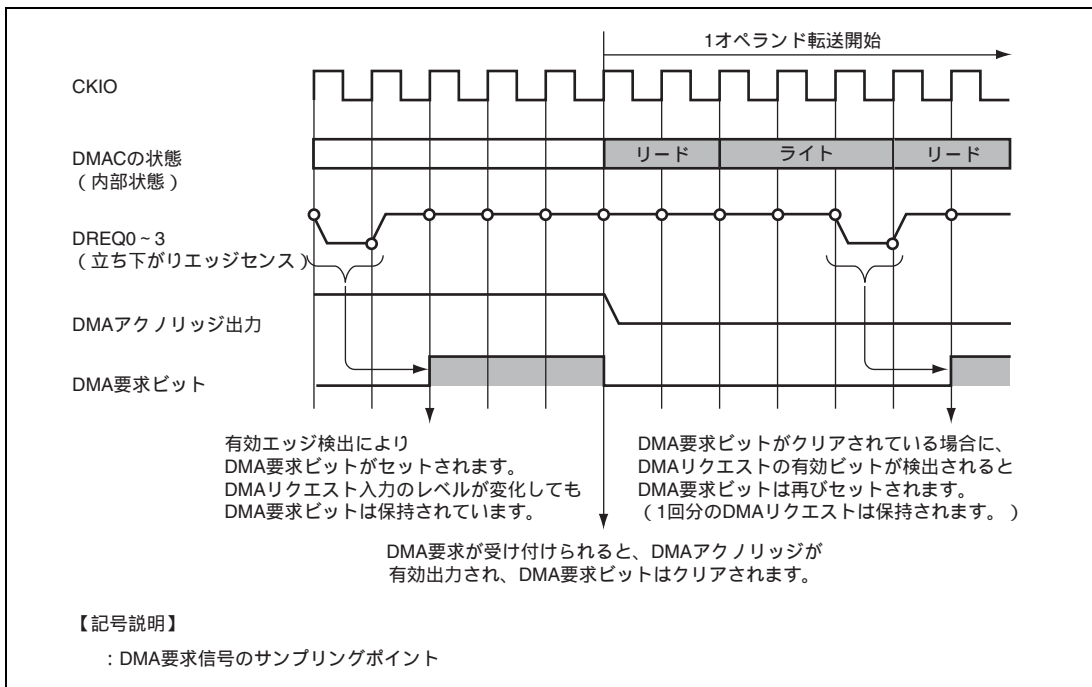 1オペランド転送開始
CKIO
DMACの状態
（内部状態）
リード
ライト
リード
DREQ0～3
（立ち下がりエッジセンス）
DMAアクノリッジ出力
DMA要求ビット
有効エッジ検出により
DMA要求ビットがセットされます。
DMAリクエスト入力のレベルが変化しても
DMA要求ビットは保持されています。
DMA要求ビットがクリアされている場合に、
DMAリクエストの有効ビットが検出されると
DMA要求ビットは再びセットされます。
（1回分のDMAリクエストは保持されます。）
DMA要求が受け付けられると、DMAアクノリッジが
有効出力され、DMA要求ビットはクリアされます。
【記号説明】
：DMA要求信号のサンプリングポイント